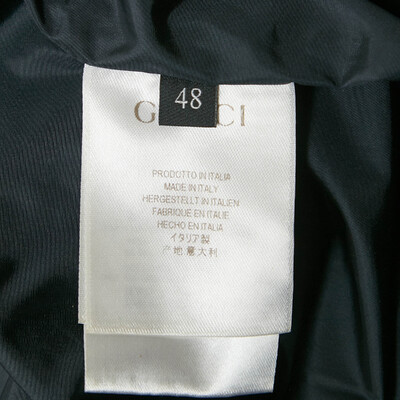 48
GUCCI
PRODOTTO IN ITALIA
MADE IN ITALY
HERGESTELLT IN ITALIEN
FABRIQUE EN ITALIE
HECHO EN ITALIA
イタリア製
产地意大利